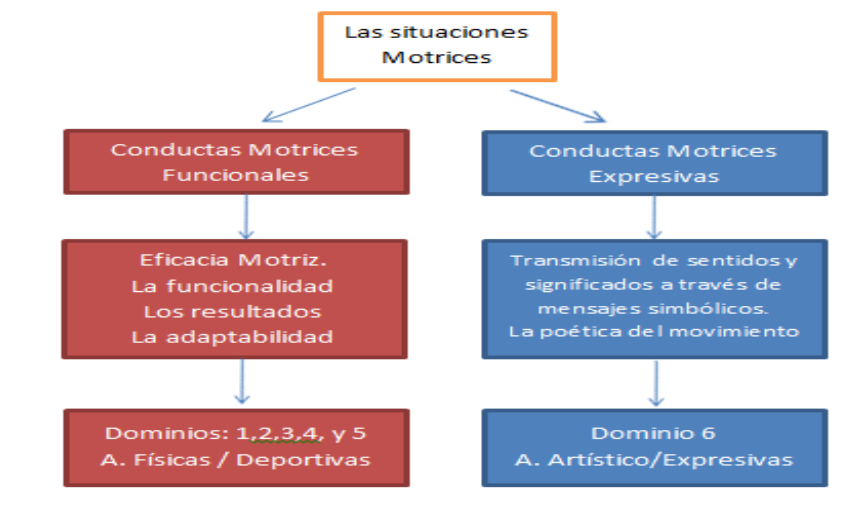 Las situaciones
Motrices
Conductas Motrices
Funcionales
Conductas Motrices
Expresivas
Eficacia Motriz.
La funcionalidad
Los resultados
La adaptabilidad
Transmisión de sentidos y
significados a través de
mensajes simbólicos.
La poética del movimiento
Dominios: 1,2,3,4, y 5
A. Físicas / Deportivas
Dominio 6
A. Artístico/Expresivas